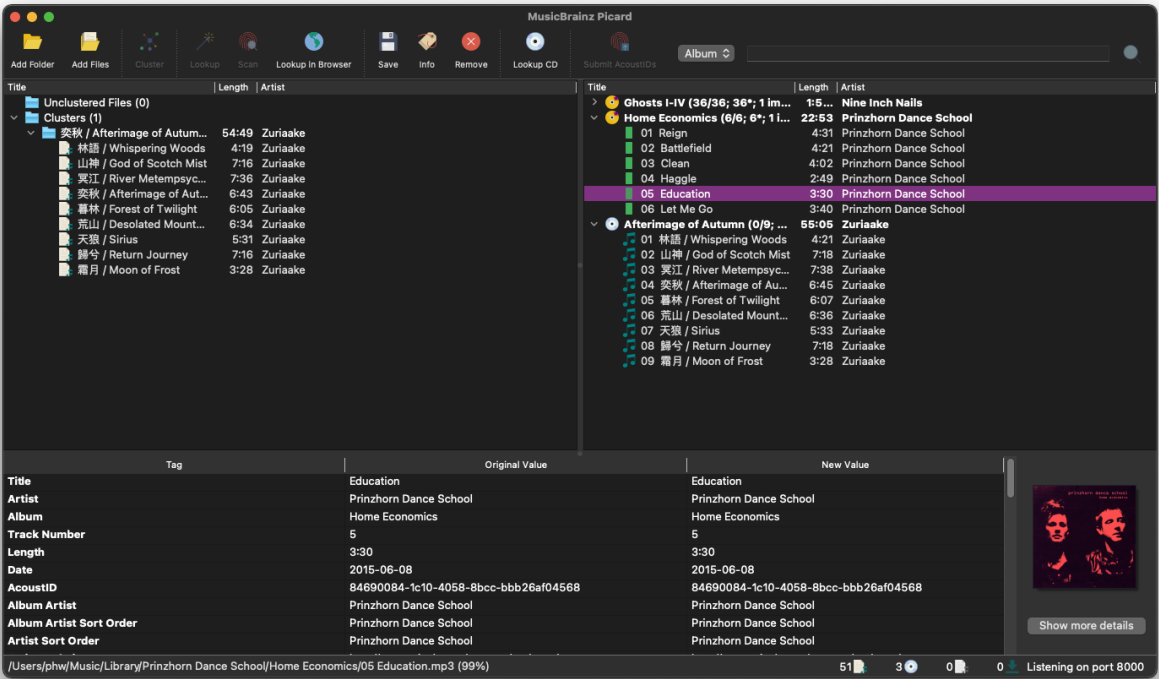 MusicBrainz Picard
Add Folder Add Files Cluster Lookup Scan Lookup in Browser Save Info Remove Lookup CD Submit AcoustIDs Album
Title Length Artist
Unclustered Files (0)
Clusters (1)
奕秋 / Afterimage of Autum... 54:49 Zuriaake
林語 / Whispering Woods 4:19 Zuriaake
山神 / God of Scotch Mist 7:16 Zuriaake
冥江 / River Metempsyc... 7:36 Zuriaake
奕秋 / Afterimage of Aut... 6:43 Zuriaake
暮林 / Forest of Twilight 6:05 Zuriaake
荒山 / Desolated Mount... 6:34 Zuriaake
天狼 / Sirius 5:31 Zuriaake
歸兮 / Return Journey 7:16 Zuriaake
霜月 / Moon of Frost 3:28 Zuriaake
Title Length Artist
Ghosts I-IV (36/36; 36*; 1 im... 1:5... Nine Inch Nails
Home Economics (6/6; 6*; 1 i... 22:53 Prinzhorn Dance School
01 Reign 4:31 Prinzhorn Dance School
02 Battlefield 4:21 Prinzhorn Dance School
03 Clean 4:02 Prinzhorn Dance School
04 Haggle 2:49 Prinzhorn Dance School
05 Education 3:30 Prinzhorn Dance School
06 Let Me Go 3:40 Prinzhorn Dance School
Afterimage of Autumn (0/9; ... 55:05 Zuriaake
01 林語 / Whispering Woods 4:21 Zuriaake
02 山神 / God of Scotch Mist 7:18 Zuriaake
03 冥江 / River Metempsyc... 7:38 Zuriaake
04 奕秋 / Afterimage of Au... 6:45 Zuriaake
05 暮林 / Forest of Twilight 6:07 Zuriaake
06 荒山 / Desolated Mount... 6:36 Zuriaake
07 天狼 / Sirius 5:33 Zuriaake
08 歸兮 / Return Journey 7:18 Zuriaake
09 霜月 / Moon of Frost 3:28 Zuriaake
Tag Original Value New Value
Title Education Education
Artist Prinzhorn Dance School Prinzhorn Dance School
Album Home Economics Home Economics
Track Number 5 5
Length 3:30 3:30
Date 2015-06-08 2015-06-08
AcoustID 84690084-1c10-4058-8bcc-bbb26af04568 84690084-1c10-4058-8bcc-bbb26af04568
Album Artist Prinzhorn Dance School Prinzhorn Dance School
Album Artist Sort Order Prinzhorn Dance School Prinzhorn Dance School
Artist Sort Order Prinzhorn Dance School Prinzhorn Dance School
prinzhorn dance school
home economics
Show more details
/Users/phw/Music/Library/Prinzhorn Dance School/Home Economics/05 Education.mp3 (99%) 51 3 0 0 Listening on port 8000